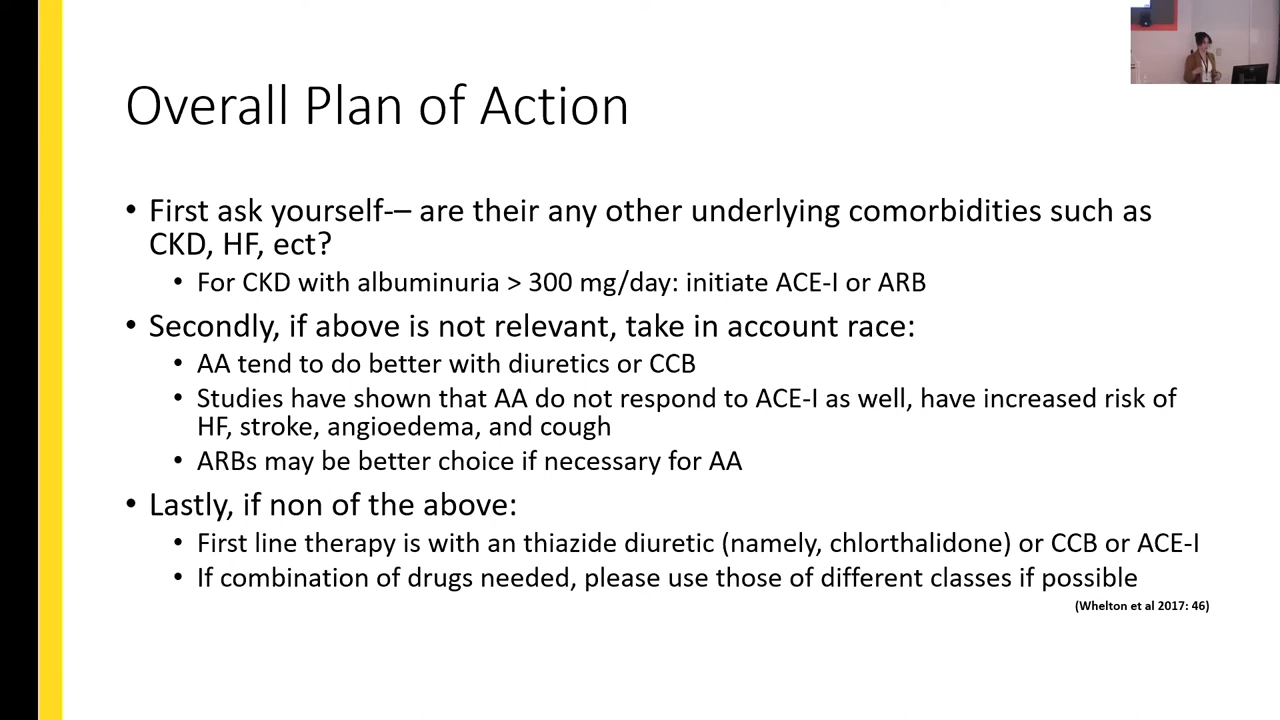 Overall Plan of Action
• First ask yourself-– are their any other underlying comorbidities such as
CKD, HF, ect?
• For CKD with albuminuria > 300 mg/day: initiate ACE-I or ARB
• Secondly, if above is not relevant, take in account race:
• AA tend to do better with diuretics or CCB
• Studies have shown that AA do not respond to ACE-I as well, have increased risk of
HF, stroke, angioedema, and cough
• ARBs may be better choice if necessary for AA
• Lastly, if non of the above:
• First line therapy is with an thiazide diuretic (namely, chlorthalidone) or CCB or ACE-I
• If combination of drugs needed, please use those of different classes if possible
(Whelton et al 2017: 46)